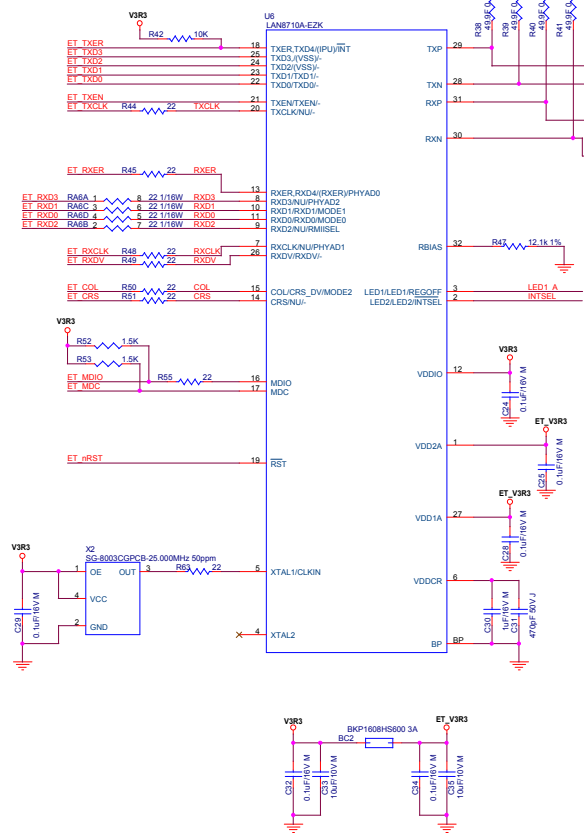 V3R3
R42 10K
U6
LAN8710A-EZK
R38 49.9F 0
R39 49.9F 0
R40 49.9F 0
R41 49.9F 0
ET_TXER 18 TXER,TXD4/(IPU)/INT TXP 29
ET_TXD3 25 TXD3,/(VSS)/-
ET_TXD2 24 TXD2/(VSS)/-
ET_TXD1 23 TXD1/TXD1/-
ET_TXD0 22 TXD0/TXD0/- TXN 28
ET_TXEN 21 TXEN/TXEN/- RXP 31
ET_TXCLK R44 22 TXCLK 20 TXCLK/NU/-
RXN 30
ET_RXER R45 22 RXER
13 RXER,RXD4/(RXER)/PHYAD0
ET_RXD3 RA6A 1 8 22 1/16W RXD3 8 RXD3/NU/PHYAD2
ET_RXD1 RA6C 3 6 22 1/16W RXD1 10 RXD1/RXD1/MODE1
ET_RXD0 RA6D 4 5 22 1/16W RXD0 11 RXD0/RXD0/MODE0
ET_RXD2 RA6B 2 7 22 1/16W RXD2 9 RXD2/NU/RMIISEL
ET_RXCLK R48 22 RXCLK 7 RXCLK/NU/PHYAD1 RBIAS 32 R47 12.1k 1%
ET_RXDV R49 22 RXDV 26 RXDV/RXDV/-
ET_COL R50 22 COL 15 COL/CRS_DV/MODE2 LED1/LED1/REGOFF 3 LED1_A
ET_CRS R51 22 CRS 14 CRS/NU/- LED2/LED2/INTSEL 2 INTSEL
V3R3
R52 1.5K
R53 1.5K
ET_MDIO R55 22 16 MDIO
ET_MDC 17 MDC
V3R3
VDDIO 12
C24 0.1uF/16V M
ET_V3R3
VDD2A 1
C25 0.1uF/16V M
ET_nRST 19 RST
ET_V3R3
VDD1A 27
C28 0.1uF/16V M
X2
SG-8003CGPCB-25.000MHz 50ppm
V3R3
1 OE OUT 3 R63 22 5 XTAL1/CLKIN
4 VCC
2 GND
C29 0.1uF/16V M
VDDCR 6
C30 1uF/16V M
C31 470pF 50V J
4 XTAL2 BP BP
V3R3
BKP1608HS600 3A
BC2
ET_V3R3
C32 0.1uF/16V M
C33 10uF/10V M
C34 0.1uF/16V M
C35 10uF/10V M